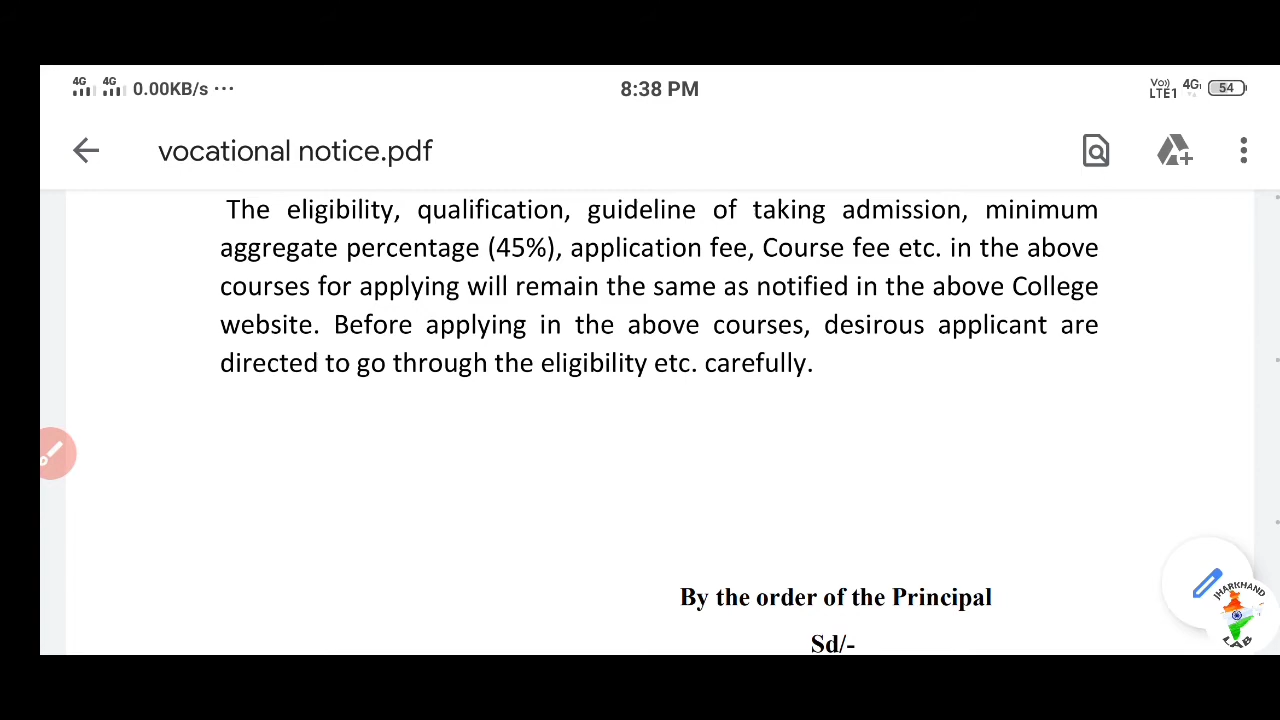 4G 4G 0.00KB/s ... 8:38 PM Vo)) LTE1 4G 54
vocational notice.pdf
The eligibility, qualification, guideline of taking admission, minimum
aggregate percentage (45%), application fee, Course fee etc. in the above
courses for applying will remain the same as notified in the above College
website. Before applying in the above courses, desirous applicant are
directed to go through the eligibility etc. carefully.
By the order of the Principal
Sd/-
JHARKHAND
LAB